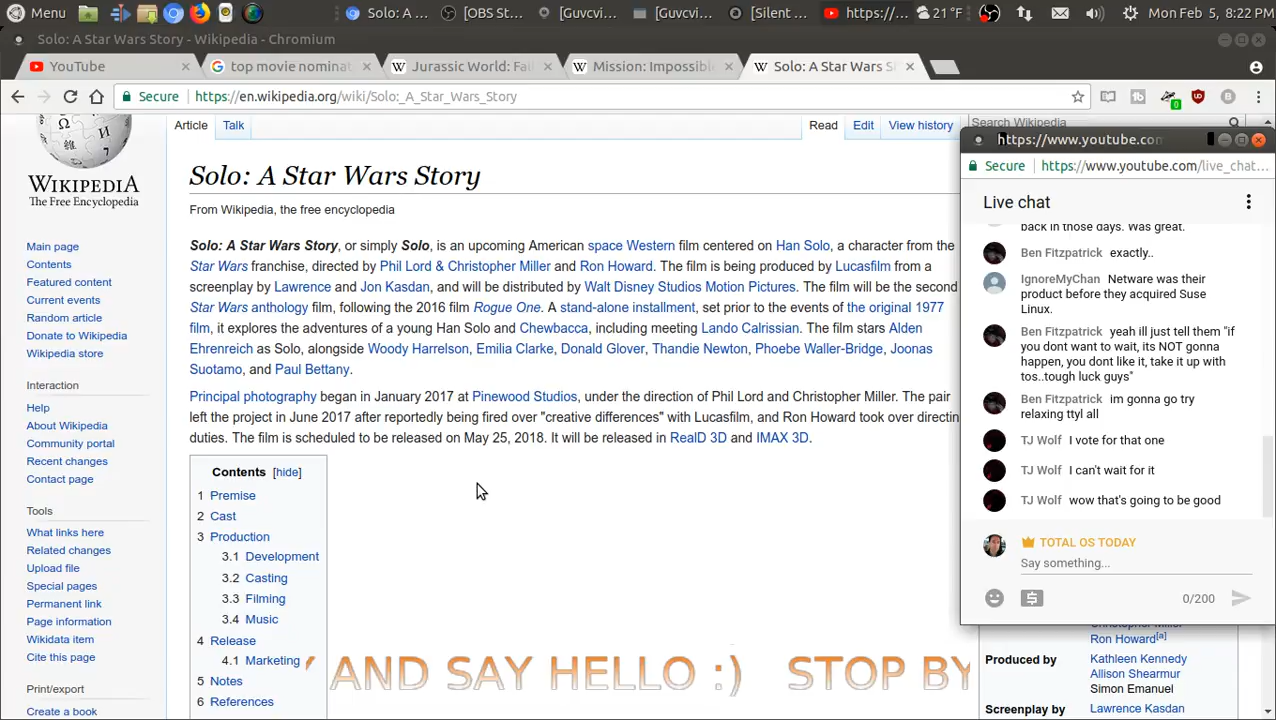 Menu Solo: A ... [OBS St... [Guvcvi... [Guvcvi... [Silent ... https:/... 21 °F Mon Feb 5, 8:22 PM
Solo: A Star Wars Story - Wikipedia - Chromium
YouTube top movie nominat Jurassic World: Fal Mission: Impossible Solo: A Star Wars S
Secure https://en.wikipedia.org/wiki/Solo:_A_Star_Wars_Story
Article Talk Read Edit View history Search Wikipedia
WIKIPEDIA
The Free Encyclopedia
Main page
Contents
Featured content
Current events
Random article
Donate to Wikipedia
Wikipedia store
Interaction
Help
About Wikipedia
Community portal
Recent changes
Contact page
Tools
What links here
Related changes
Upload file
Special pages
Permanent link
Page information
Wikidata item
Cite this page
Print/export
Create a book
Solo: A Star Wars Story
From Wikipedia, the free encyclopedia
Solo: A Star Wars Story, or simply Solo, is an upcoming American space Western film centered on Han Solo, a character from the
Star Wars franchise, directed by Phil Lord & Christopher Miller and Ron Howard. The film is being produced by Lucasfilm from a
screenplay by Lawrence and Jon Kasdan, and will be distributed by Walt Disney Studios Motion Pictures. The film will be the second
Star Wars anthology film, following the 2016 film Rogue One. A stand-alone installment, set prior to the events of the original 1977
film, it explores the adventures of a young Han Solo and Chewbacca, including meeting Lando Calrissian. The film stars Alden
Ehrenreich as Solo, alongside Woody Harrelson, Emilia Clarke, Donald Glover, Thandie Newton, Phoebe Waller-Bridge, Joonas
Suotamo, and Paul Bettany.
Principal photography began in January 2017 at Pinewood Studios, under the direction of Phil Lord and Christopher Miller. The pair
left the project in June 2017 after reportedly being fired over "creative differences" with Lucasfilm, and Ron Howard took over directin
duties. The film is scheduled to be released on May 25, 2018. It will be released in RealD 3D and IMAX 3D.
Contents [hide]
1 Premise
2 Cast
3 Production
3.1 Development
3.2 Casting
3.3 Filming
3.4 Music
4 Release
4.1 Marketing
5 Notes
6 References
Y AND SAY HELLO :) STOP BY
https://www.youtube.com
Secure https://www.youtube.com/live_chat...
Live chat
back in those days. Was great.
Ben Fitzpatrick exactly..
IgnoreMyChan Netware was their
product before they acquired Suse
Linux.
Ben Fitzpatrick yeah ill just tell them "if
you dont want to wait, its NOT gonna
happen, you dont like it, take it up with
tos..tough luck guys"
Ben Fitzpatrick im gonna go try
relaxing ttyl all
TJ Wolf I vote for that one
TJ Wolf I can't wait for it
TJ Wolf wow that's going to be good
TOTAL OS TODAY
Say something...
0/200
Ron Howard[a]
Produced by Kathleen Kennedy
Allison Shearmur
Simon Emanuel
Screenplay by Lawrence Kasdan